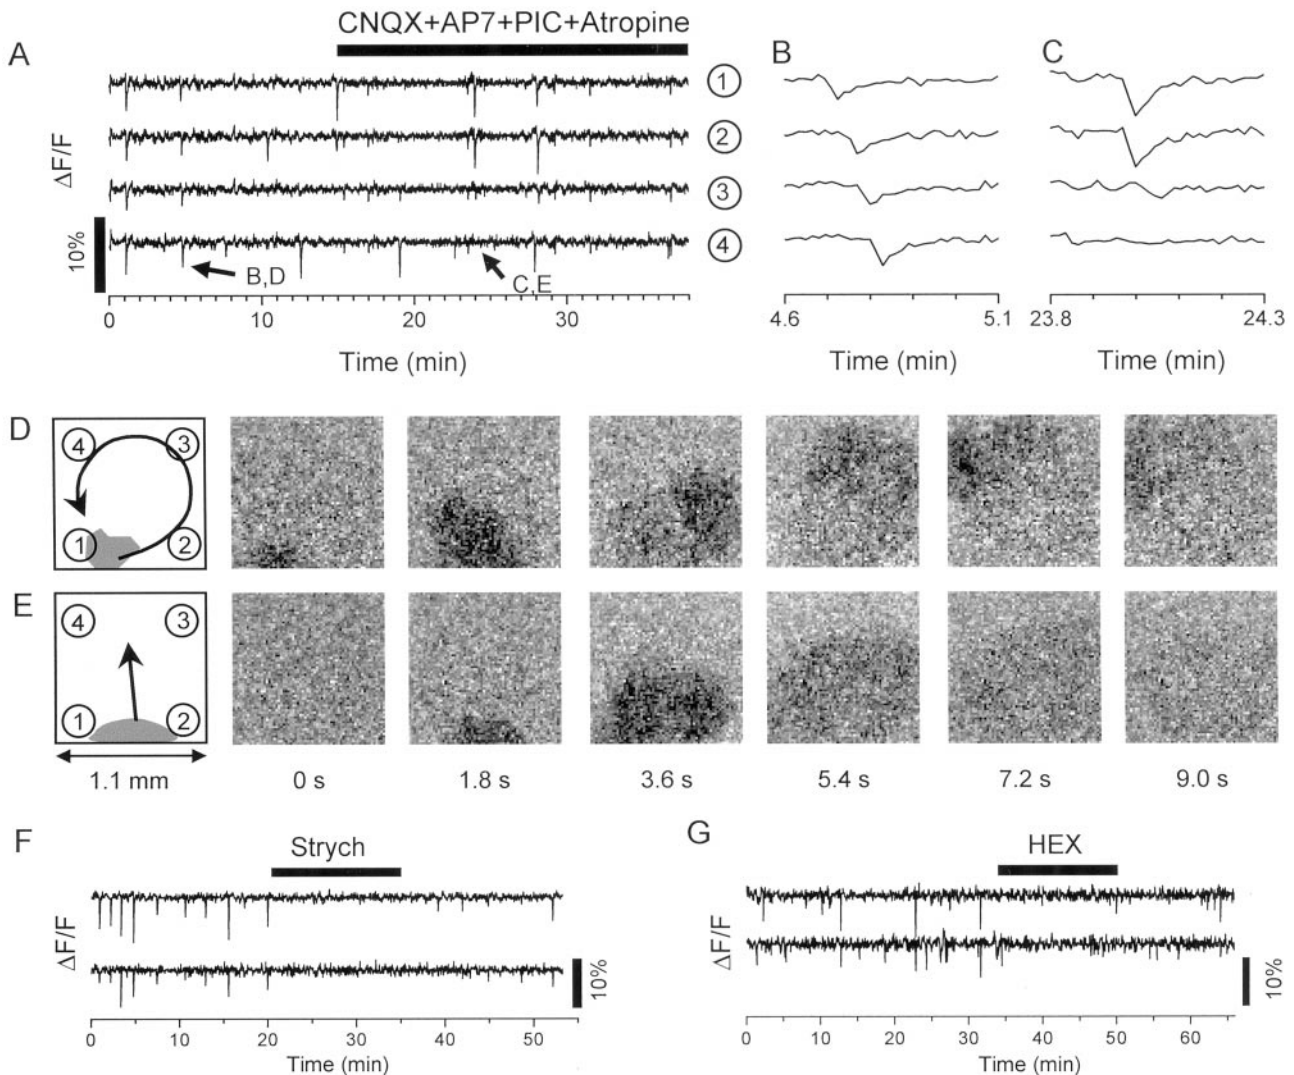 CNQX+AP7+PIC+Atropine
A
B
C
1
2
3
4
ΔF/F
10%
B,D
C,E
0 10 20 30
4.6 5.1
23.8 24.3
Time (min)
Time (min)
Time (min)
D
4 3
1 2
E
4 3
1 2
1.1 mm 0 s 1.8 s 3.6 s 5.4 s 7.2 s 9.0 s
F
Strych
ΔF/F
10%
0 10 20 30 40 50
Time (min)
G
HEX
ΔF/F
10%
0 10 20 30 40 50 60
Time (min)